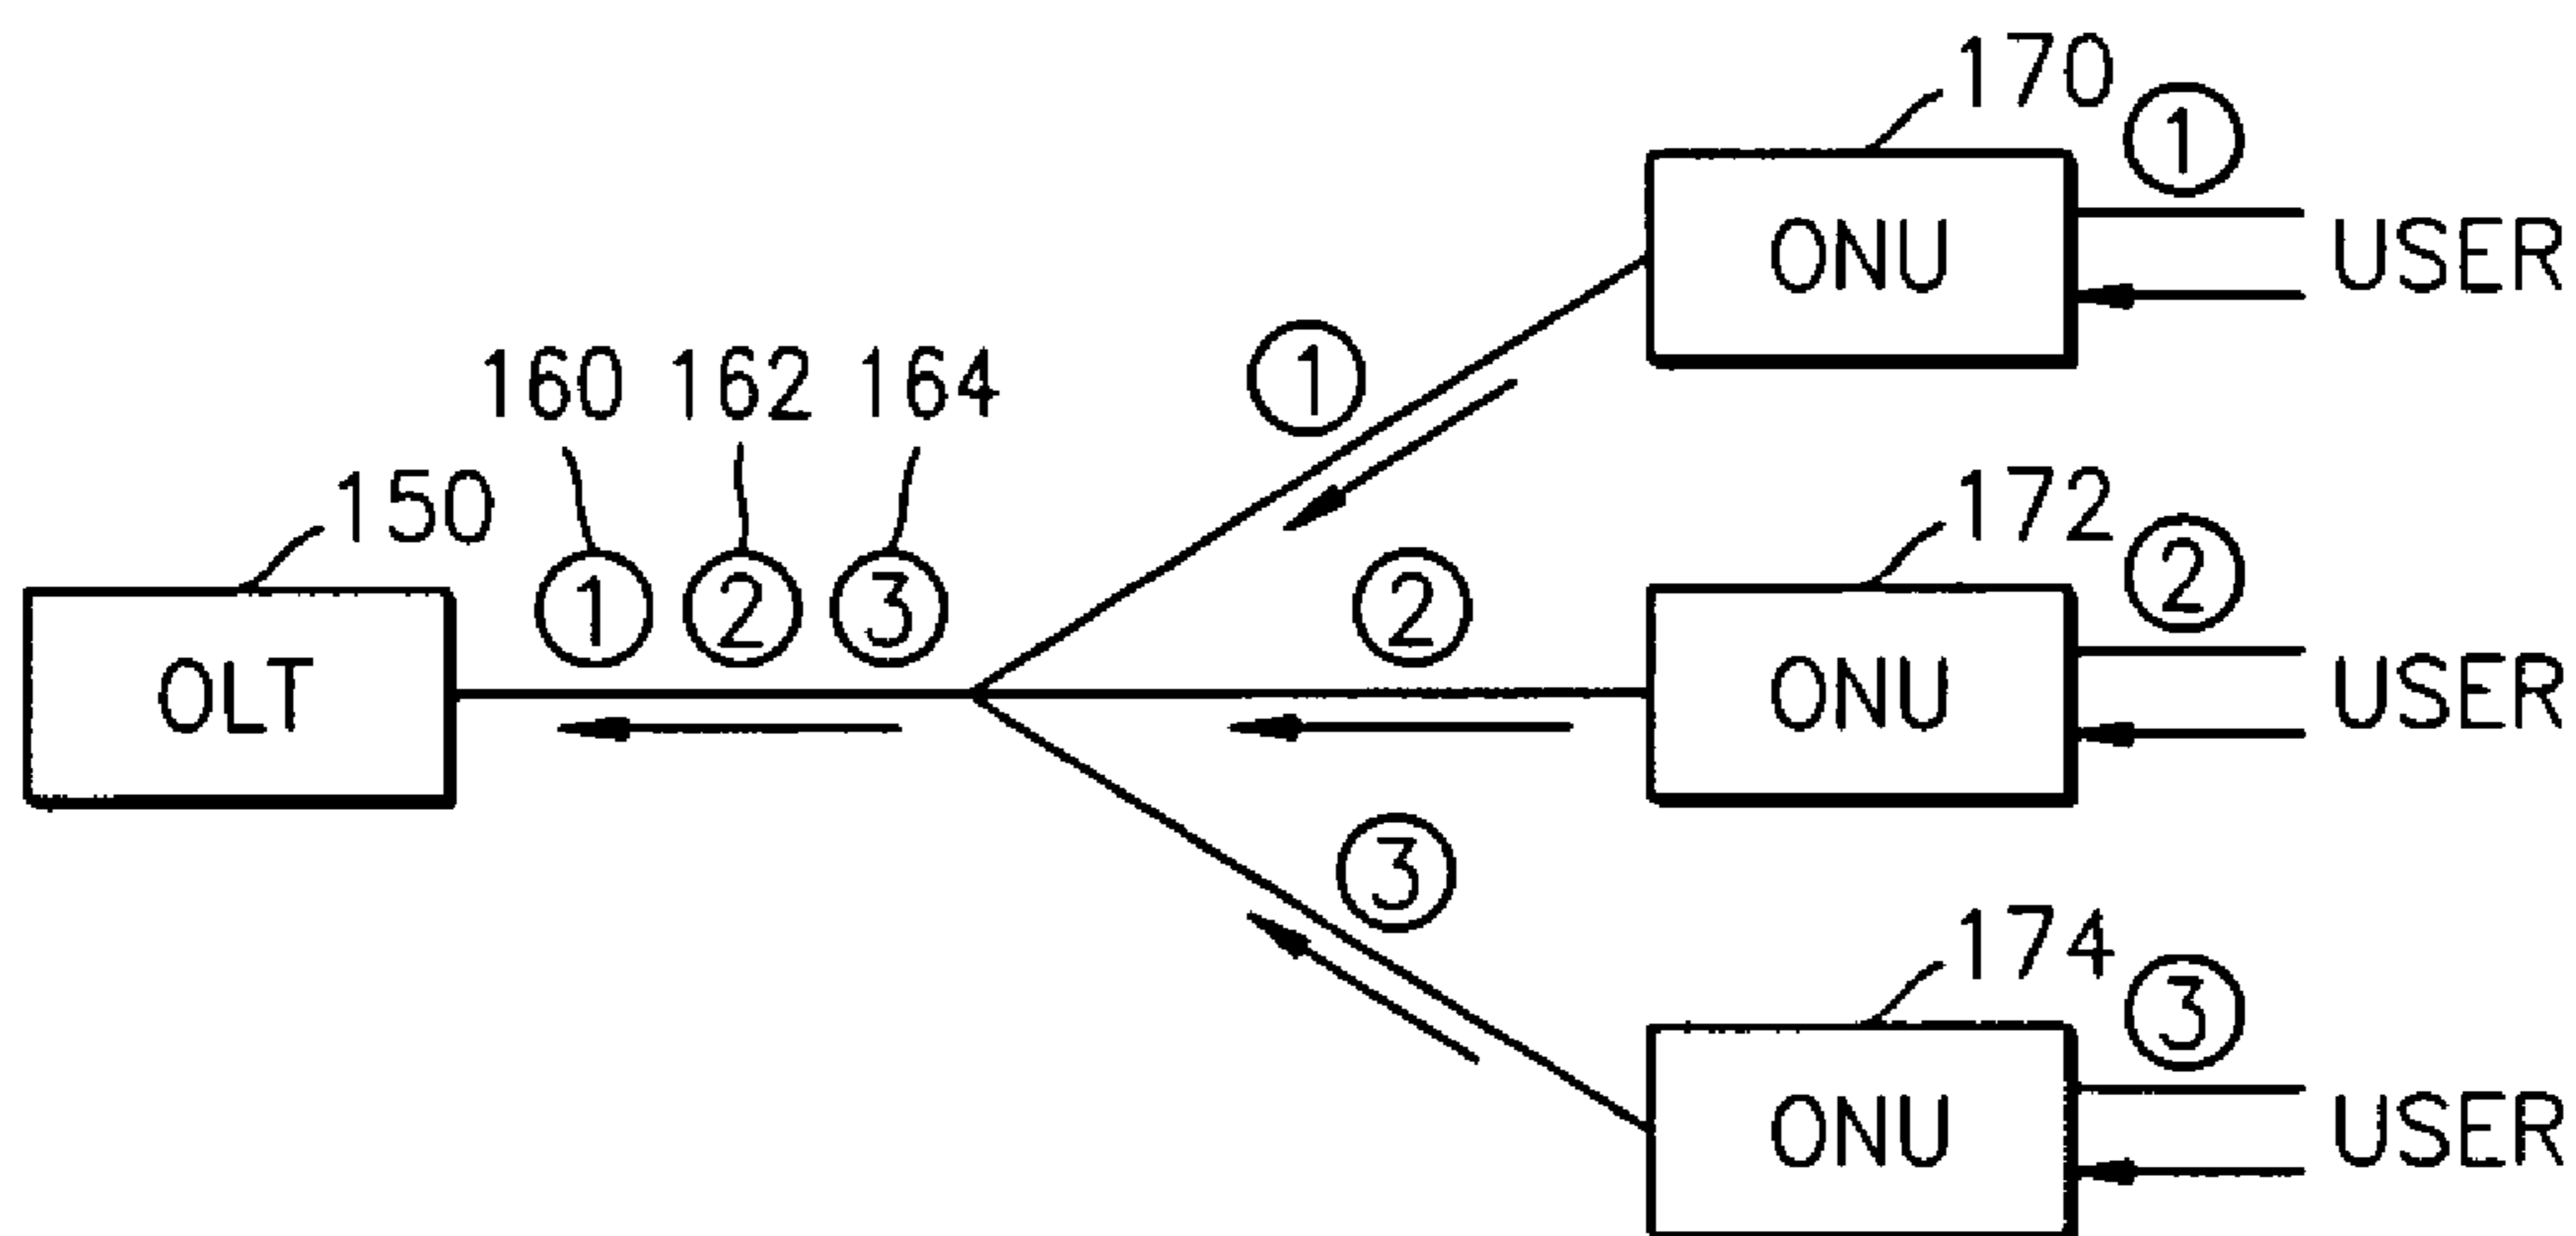 170 ①
ONU USER
160 162 164 ①
150 172 ②
① ② ③ ②
OLT ONU USER
③
174 ③
ONU USER